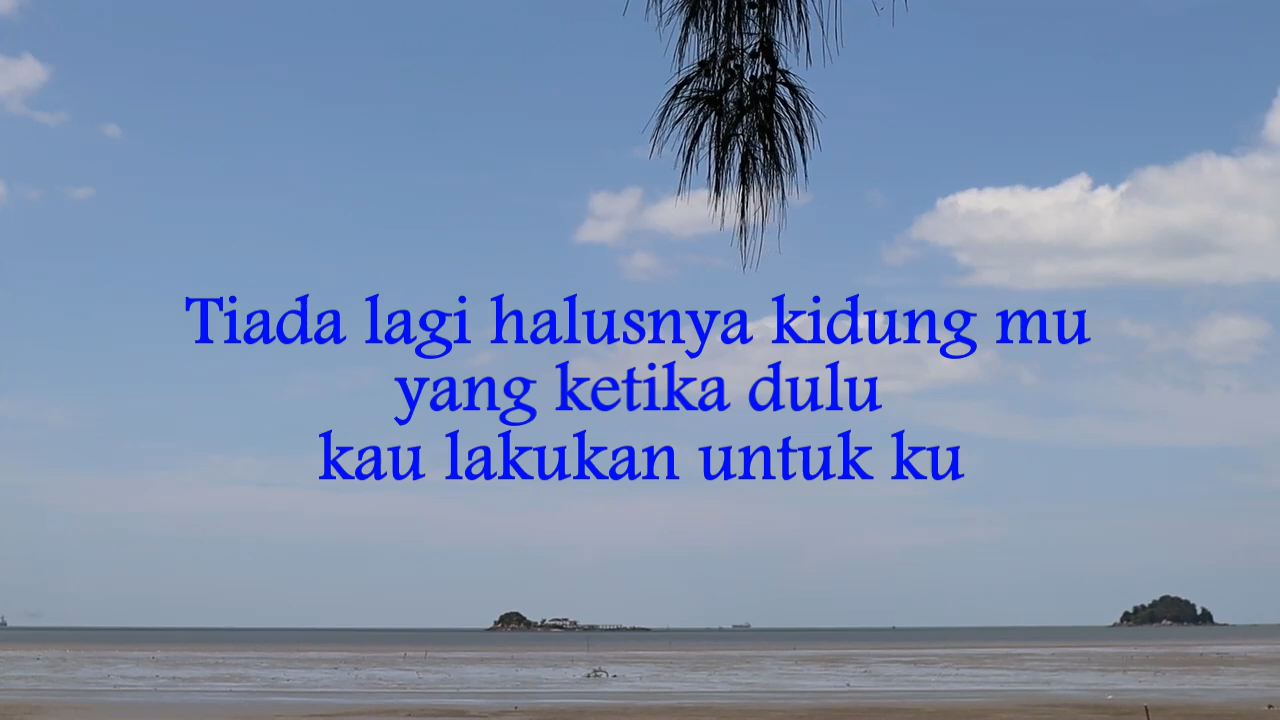 Tiada lagi halusnya kidung mu
yang ketika dulu
kau lakukan untuk ku